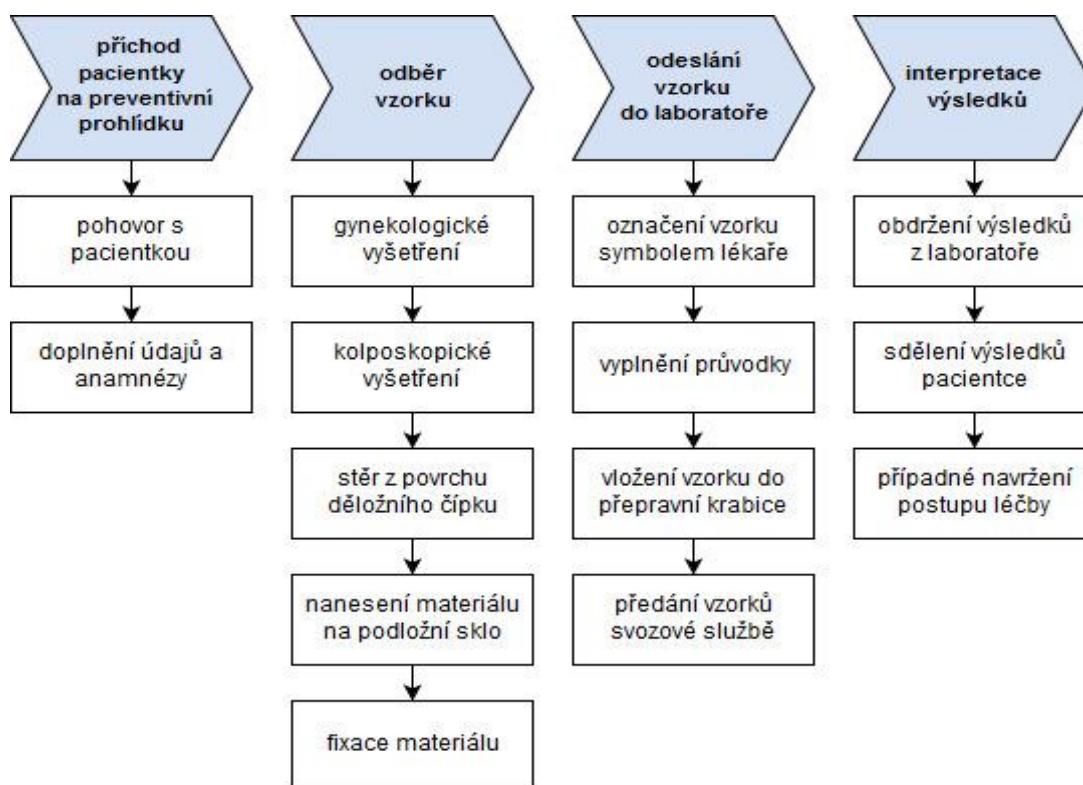 příchod
pacientky
na preventivní
prohlídku
pohovor s
pacientkou
doplnění údajů a
anamnézy
odběr
vzorku
gynekologické
vyšetření
kolposkopické
vyšetření
stěr z povrchu
děložního čípku
nanesení materiálu
na podložní sklo
fixace materiálu
odeslání
vzorku
do laboratoře
označení vzorku
symbolem lékaře
vyplnění průvodky
vložení vzorku do
přepravní krabice
předání vzorků
svozové službě
interpretace
výsledků
obdržení výsledků
z laboratoře
sdělení výsledků
pacientce
případné navržení
postupu léčby